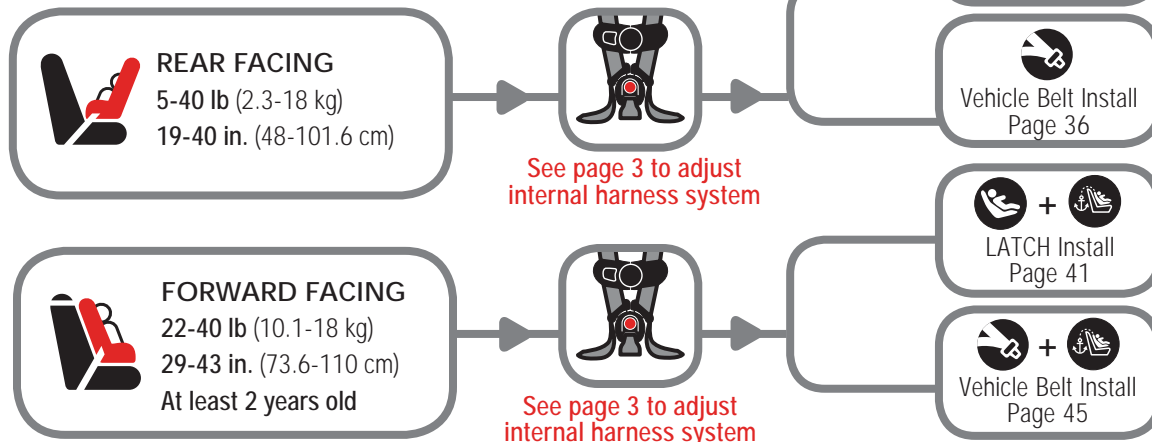 REAR FACING
5-40 lb (2.3-18 kg)
19-40 in. (48-101.6 cm)
See page 3 to adjust
internal harness system
Vehicle Belt Install
Page 36
LATCH Install
Page 41
FORWARD FACING
22-40 lb (10.1-18 kg)
29-43 in. (73.6-110 cm)
At least 2 years old
See page 3 to adjust
internal harness system
Vehicle Belt Install
Page 45